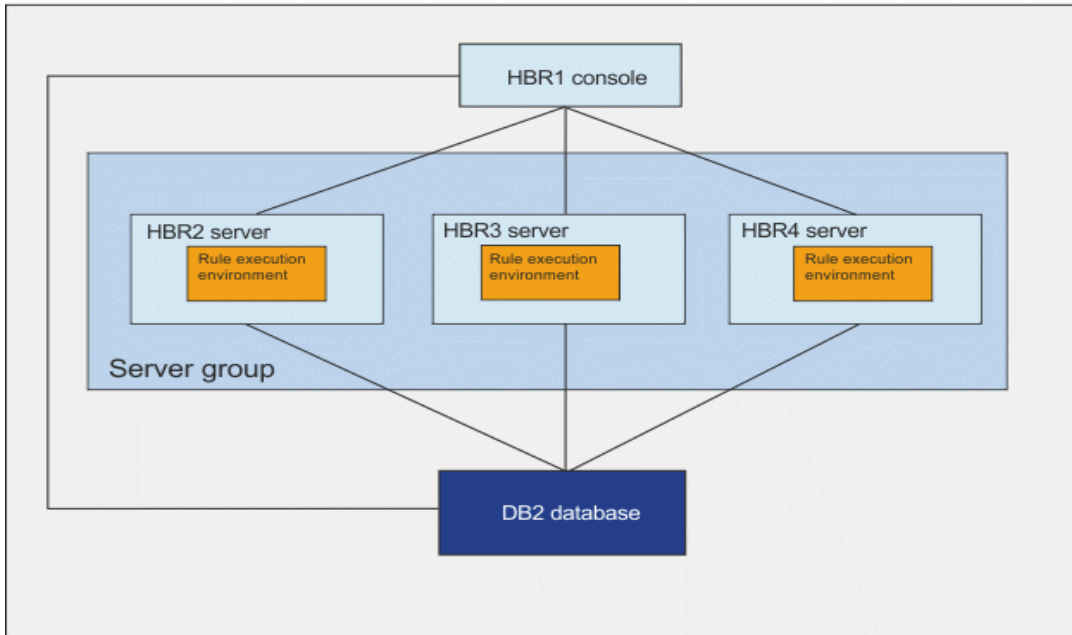 HBR1 console
HBR2 server
Rule execution
environment
HBR3 server
Rule execution
environment
HBR4 server
Rule execution
environment
Server group
DB2 database